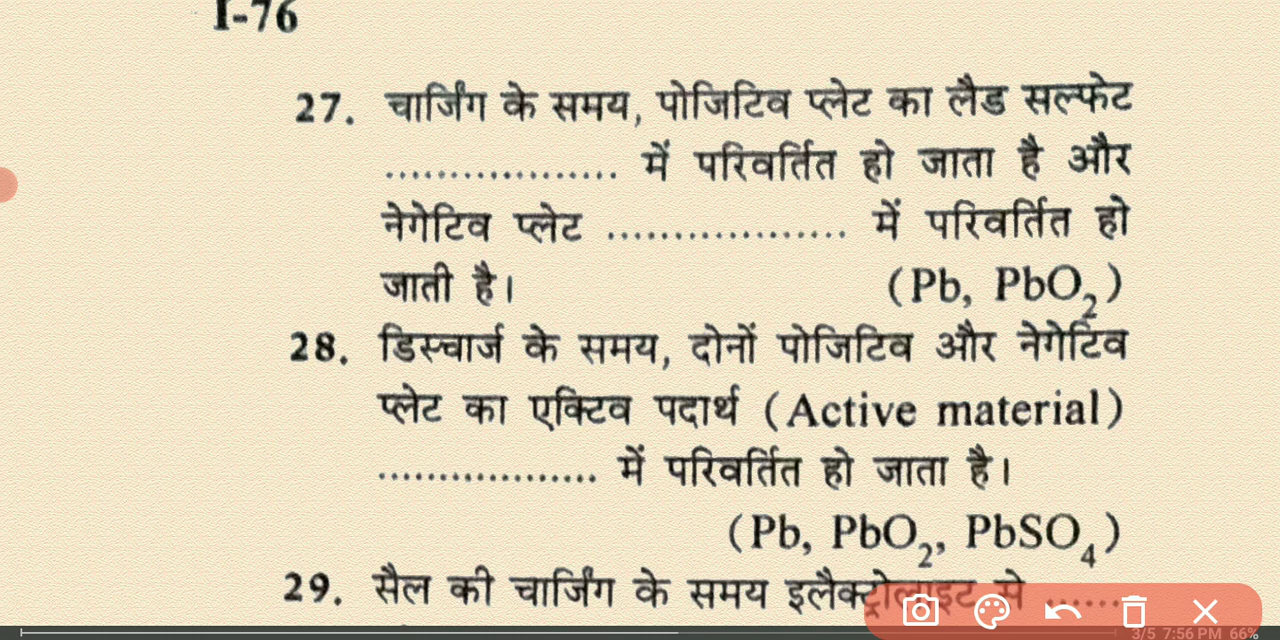 I-76
27. चार्जिंग के समय, पोजिटिव प्लेट का लैड सल्फेट
.................. में परिवर्तित हो जाता है और
नेगेटिव प्लेट .................. में परिवर्तित हो
जाती है। (Pb, PbO₂)
28. डिस्चार्ज के समय, दोनों पोजिटिव और नेगेटिव
प्लेट का एक्टिव पदार्थ (Active material)
.................. में परिवर्तित हो जाता है।
(Pb, PbO₂, PbSO₄)
29. सैल की चार्जिंग के समय इलैक्ट्रोलाइट से ......
3/5 7:56 PM 66%